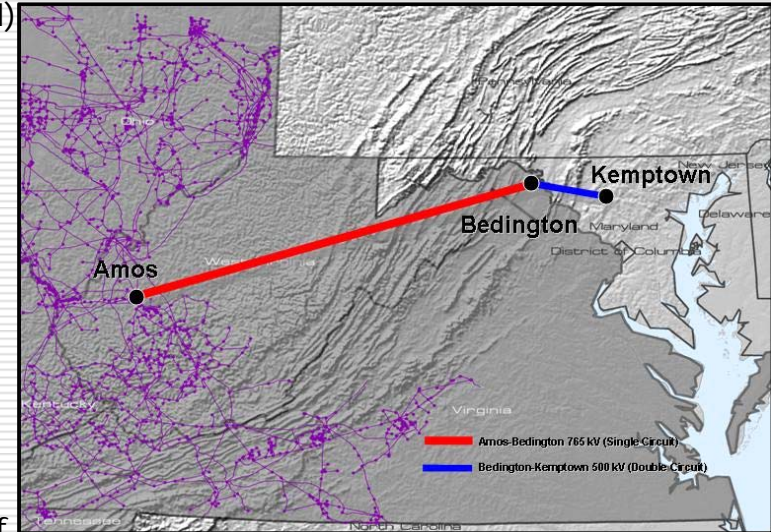 l)
Pennsylvania
Ohio
New Jersey
Kemptown
Bedington
Delaware
Maryland
District of Columbia
West Virginia
Amos
Kentucky
Virginia
Amos-Bedington 765 kV (Single Circuit)
Bedington-Kemptown 500 kV (Double Circuit)
f
Tennessee
North Carolina